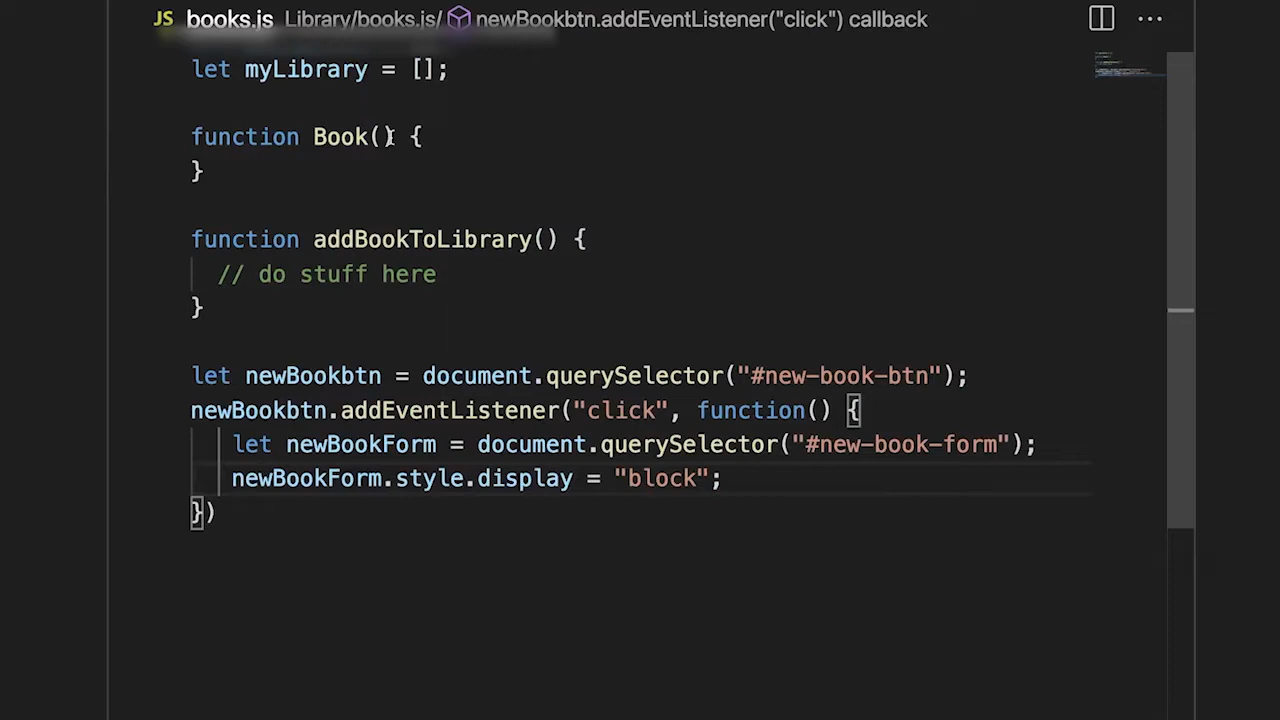 JS books.js Library/books.js/ newBookbtn.addEventListener("click") callback
let myLibrary = [];
function Book() {
}
function addBookToLibrary() {
// do stuff here
}
let newBookbtn = document.querySelector("#new-book-btn");
newBookbtn.addEventListener("click", function() {
let newBookForm = document.querySelector("#new-book-form");
newBookForm.style.display = "block";
})